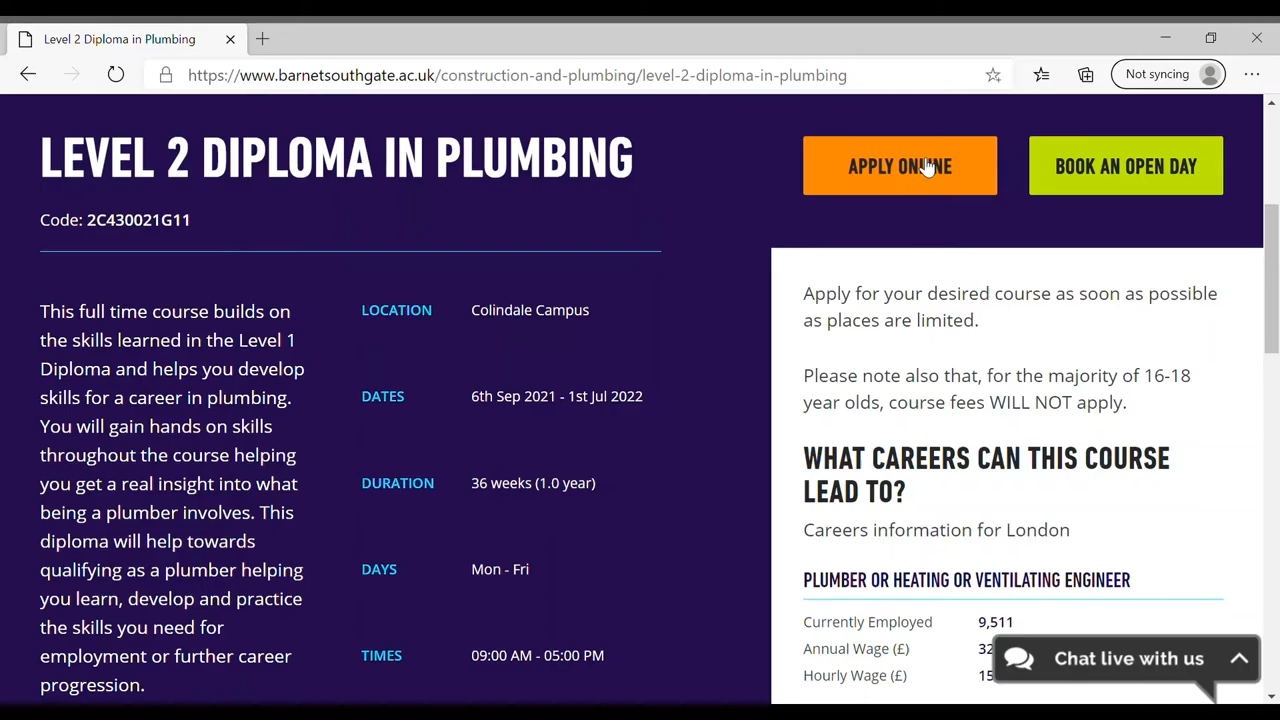 Level 2 Diploma in Plumbing
Not syncing
https://www.barnetsouthgate.ac.uk/construction-and-plumbing/level-2-diploma-in-plumbing
LEVEL 2 DIPLOMA IN PLUMBING
APPLY ONLINE
BOOK AN OPEN DAY
Code: 2C430021G11
This full time course builds on
the skills learned in the Level 1
Diploma and helps you develop
skills for a career in plumbing.
You will gain hands on skills
throughout the course helping
you get a real insight into what
being a plumber involves. This
diploma will help towards
qualifying as a plumber helping
you learn, develop and practice
the skills you need for
employment or further career
progression.
LOCATION Colindale Campus
DATES 6th Sep 2021 - 1st Jul 2022
DURATION 36 weeks (1.0 year)
DAYS Mon - Fri
TIMES 09:00 AM - 05:00 PM
Apply for your desired course as soon as possible
as places are limited.
Please note also that, for the majority of 16-18
year olds, course fees WILL NOT apply.
WHAT CAREERS CAN THIS COURSE
LEAD TO?
Careers information for London
PLUMBER OR HEATING OR VENTILATING ENGINEER
Currently Employed 9,511
Annual Wage (£)
Hourly Wage (£)
Chat live with us